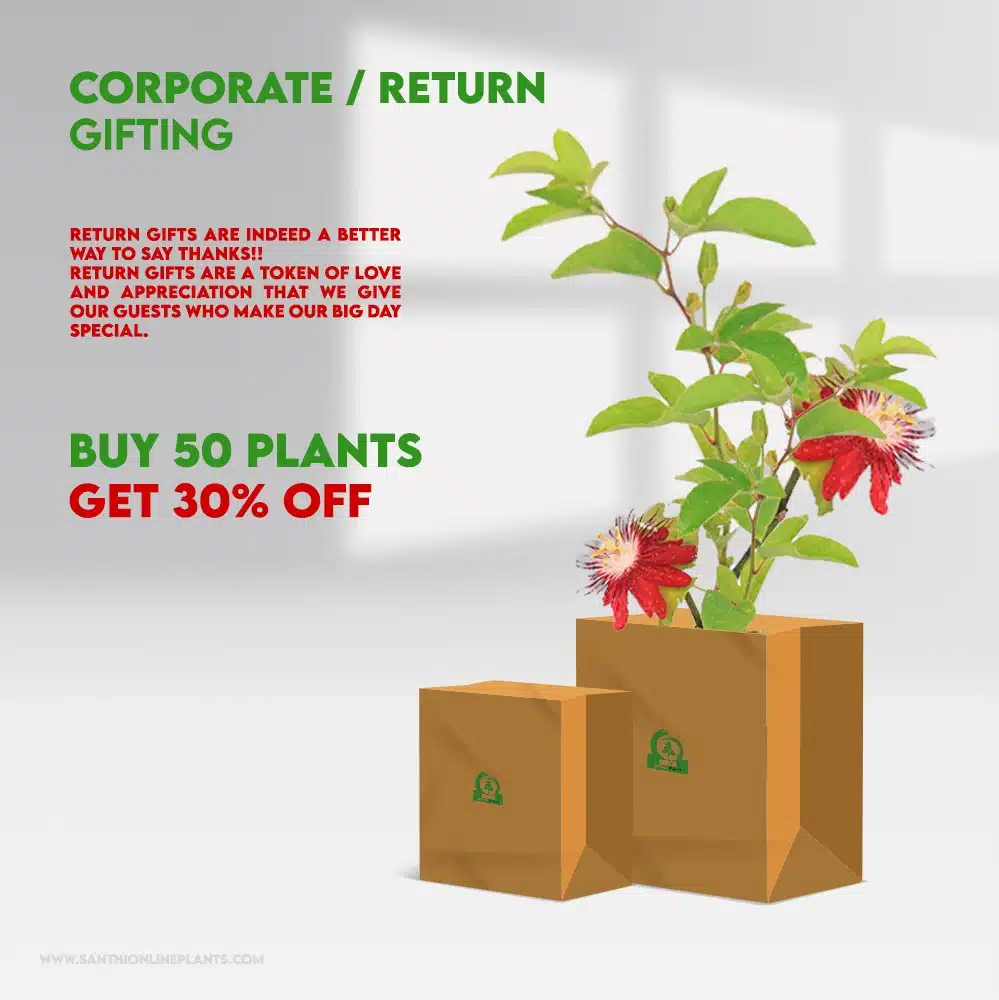 CORPORATE / RETURN
GIFTING
RETURN GIFTS ARE INDEED A BETTER
WAY TO SAY THANKS!!
RETURN GIFTS ARE A TOKEN OF LOVE
AND APPRECIATION THAT WE GIVE
OUR GUESTS WHO MAKE OUR BIG DAY
SPECIAL.
BUY 50 PLANTS
GET 30% OFF
WWW.SANTHIONLINEPLANTS.COM